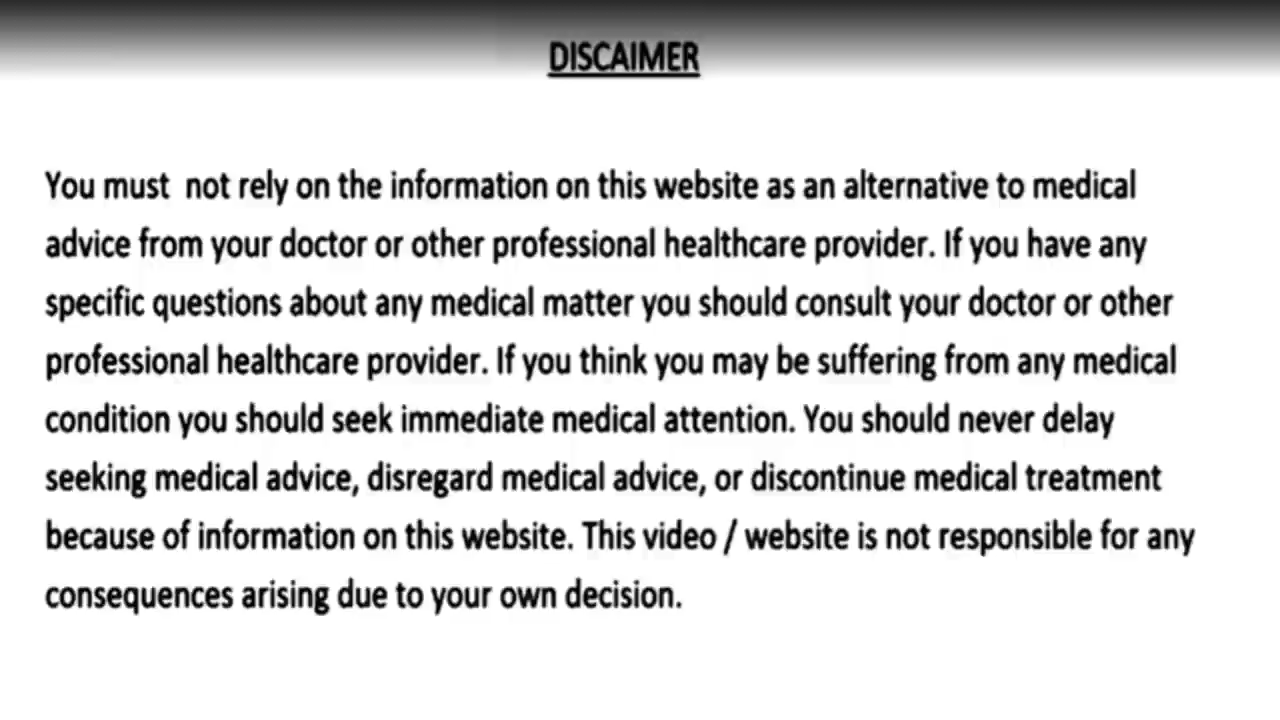 DISCAIMER
You must  not rely on the information on this website as an alternative to medical
advice from your doctor or other professional healthcare provider. If you have any
specific questions about any medical matter you should consult your doctor or other
professional healthcare provider. If you think you may be suffering from any medical
condition you should seek immediate medical attention. You should never delay
seeking medical advice, disregard medical advice, or discontinue medical treatment
because of information on this website. This video / website is not responsible for any
consequences arising due to your own decision.